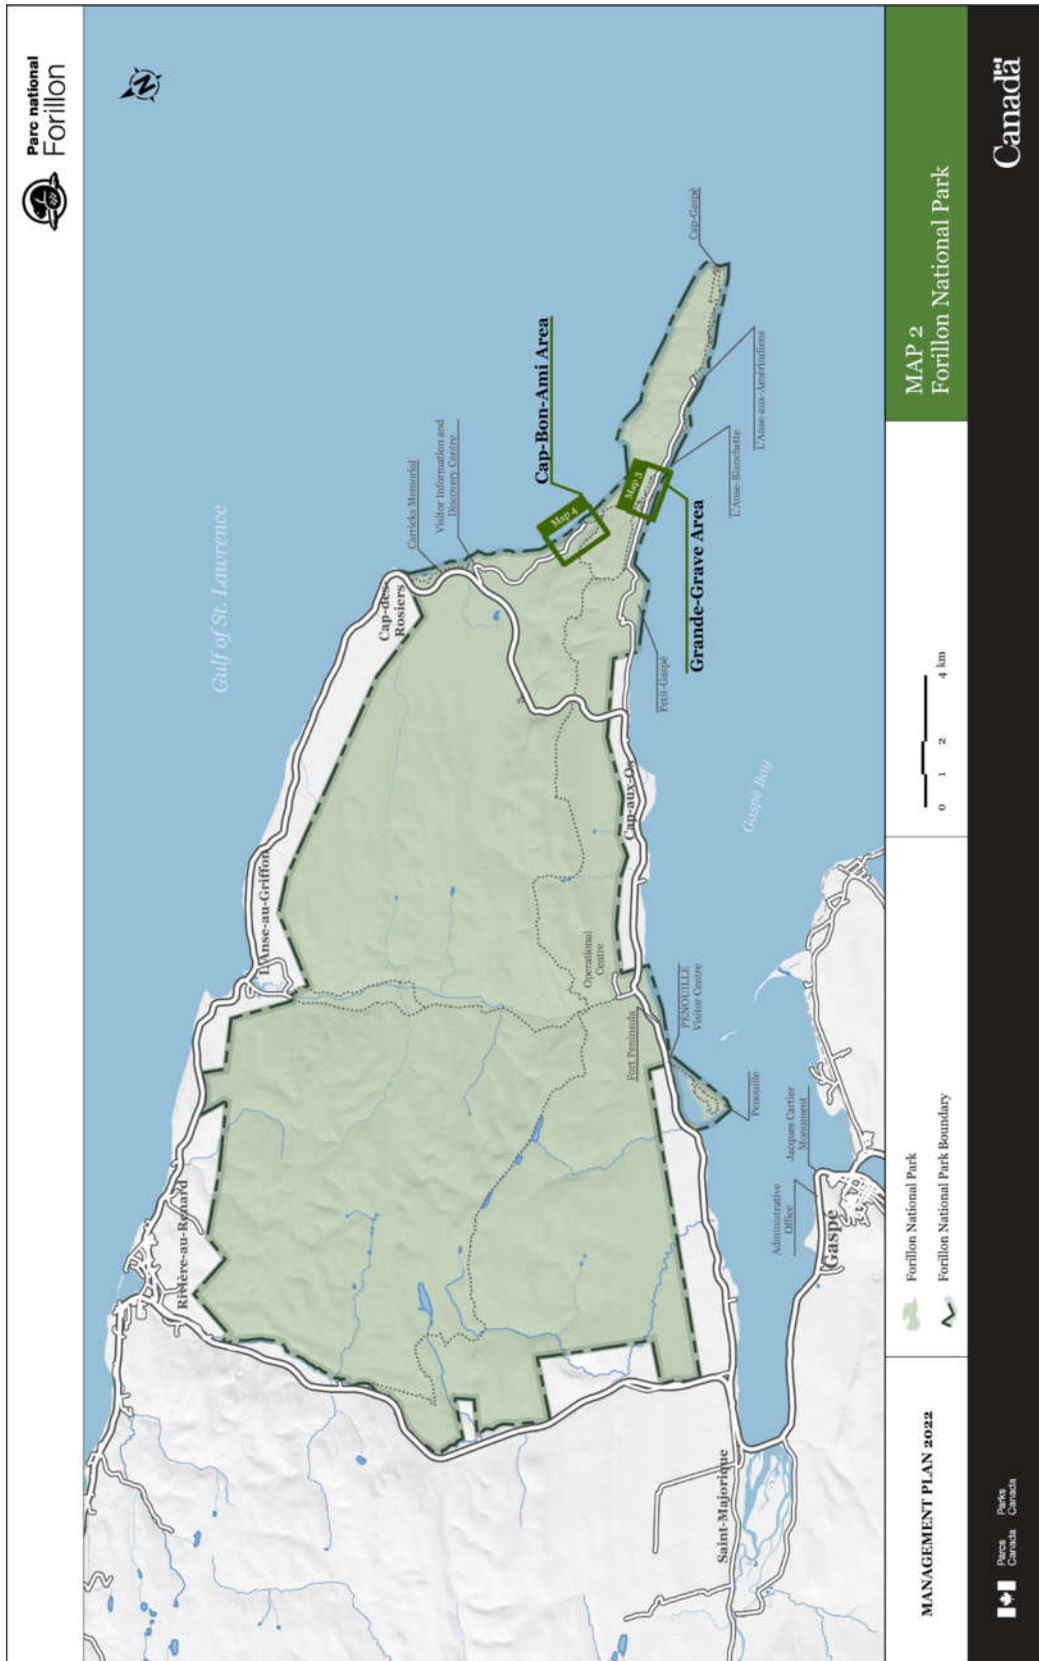 Parc national
Forillon
N
Gulf of St. Lawrence
Rivière-au-Renard
L'Anse-au-Griffon
Cap-des-
Rosiers
Carricks Memorial
Visitor Information and
Discovery Centre
Cap-Bon-Ami Area
Map 4
Map 3
Grande-Grave Area
Cap-Gaspé
L'Anse-aux-Amérindiens
L'Anse-Blanchette
Petit-Gaspé
Cap-aux-Os
Gaspé Bay
Operational
Centre
Fort Peninsula
PENOUILLE
Visitor Centre
Penouille
Jacques Cartier
Monument
Administrative
Office
Gaspé
Saint-Majorique
MANAGEMENT PLAN 2022
Forillon National Park
Forillon National Park Boundary
0 1 2 4 km
MAP 2
Forillon National Park
Parcs
Canada
Parks
Canada
Canada